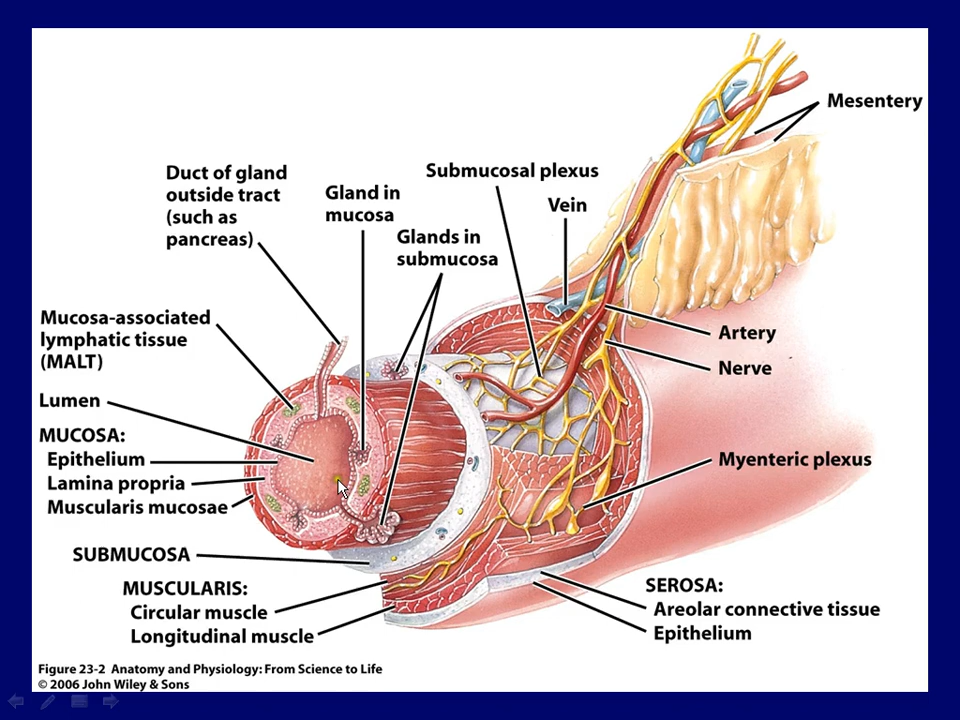 Mesentery
Duct of gland
outside tract
(such as
pancreas)
Gland in
mucosa
Submucosal plexus
Vein
Glands in
submucosa
Mucosa-associated
lymphatic tissue
(MALT)
Artery
Nerve
Lumen
MUCOSA:
Epithelium
Lamina propria
Muscularis mucosae
Myenteric plexus
SUBMUCOSA
MUSCULARIS:
Circular muscle
Longitudinal muscle
SEROSA:
Areolar connective tissue
Epithelium
Figure 23-2 Anatomy and Physiology: From Science to Life
© 2006 John Wiley & Sons